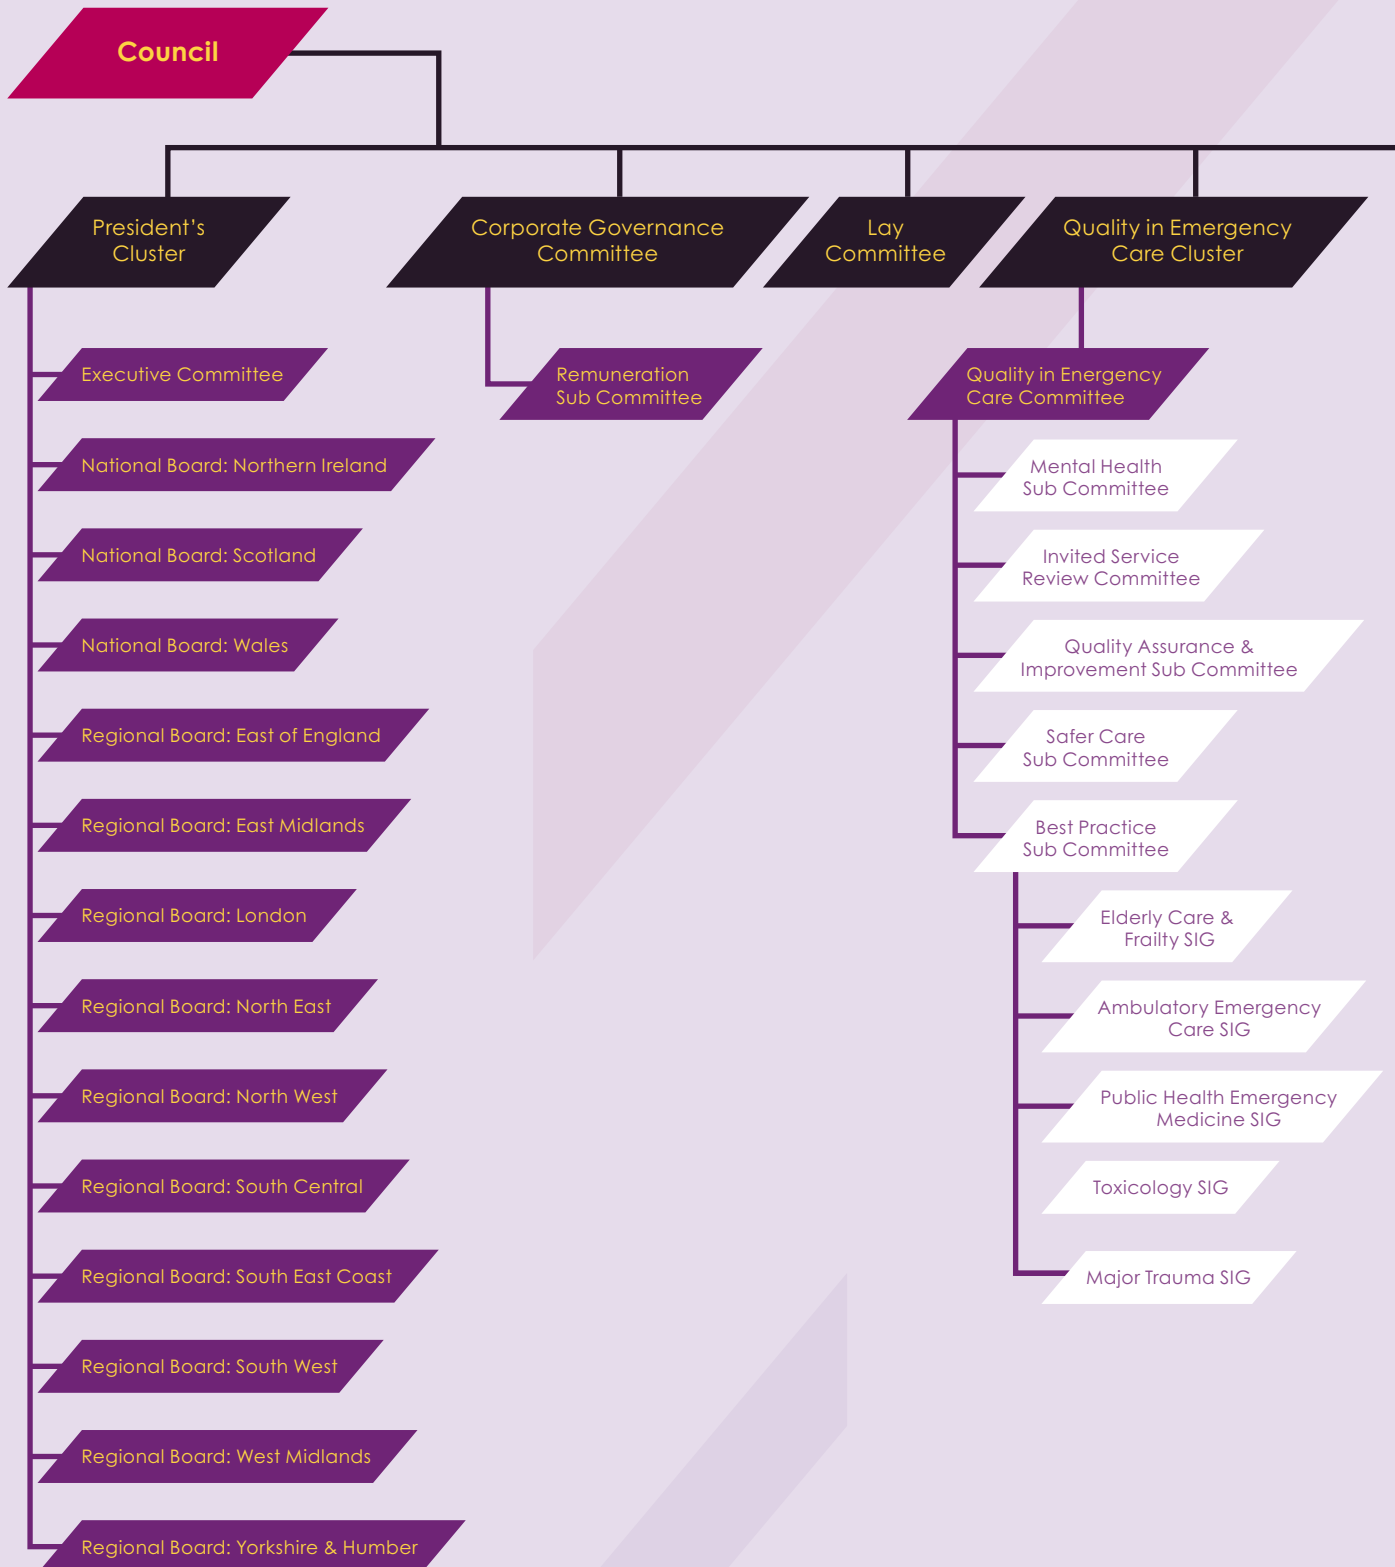 Council
President's
Cluster
Corporate Governance
Committee
Lay
Committee
Quality in Emergency
Care Cluster
Executive Committee
National Board: Northern Ireland
National Board: Scotland
National Board: Wales
Regional Board: East of England
Regional Board: East Midlands
Regional Board: London
Regional Board: North East
Regional Board: North West
Regional Board: South Central
Regional Board: South East Coast
Regional Board: South West
Regional Board: West Midlands
Regional Board: Yorkshire & Humber
Remuneration
Sub Committee
Quality in Energency
Care Committee
Mental Health
Sub Committee
Invited Service
Review Committee
Quality Assurance &
Improvement Sub Committee
Safer Care
Sub Committee
Best Practice
Sub Committee
Elderly Care &
Frailty SIG
Ambulatory Emergency
Care SIG
Public Health Emergency
Medicine SIG
Toxicology SIG
Major Trauma SIG